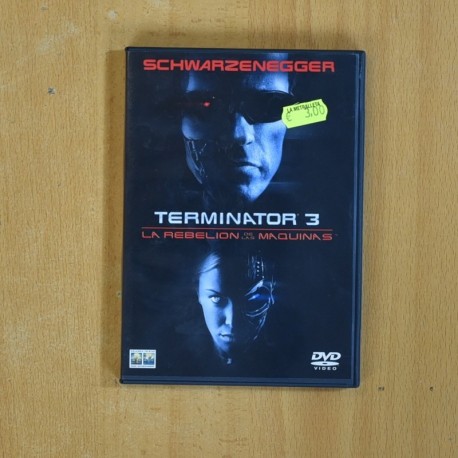 SCHWARZENEGGER
LA METRALLETA
€ 3,00
TERMINATOR 3
LA REBELION DE LAS MAQUINAS
DVD
VIDEO